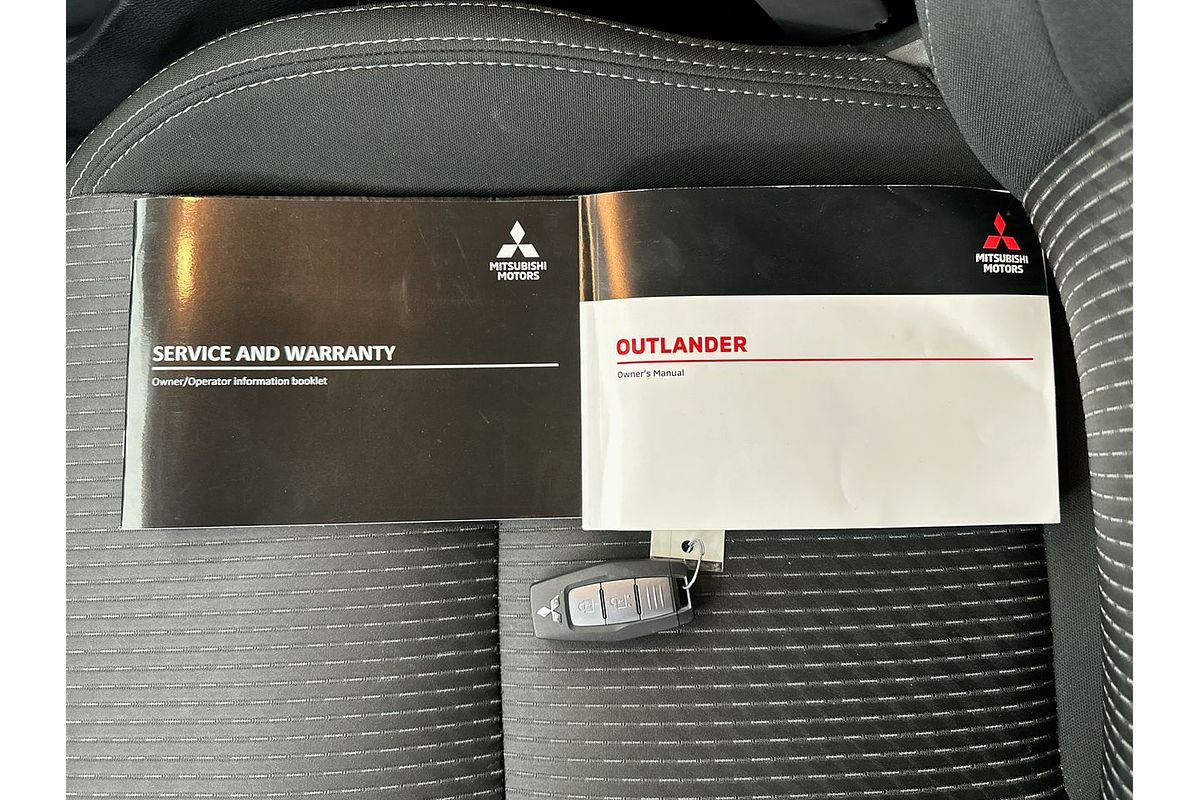 MITSUBISHI
MOTORS
SERVICE AND WARRANTY
Owner/Operator information booklet
MITSUBISHI
MOTORS
OUTLANDER
Owner's Manual